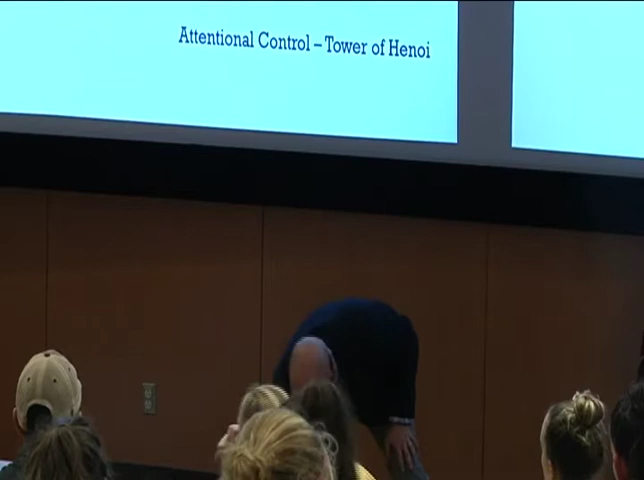 Attentional Control – Tower of Henoi